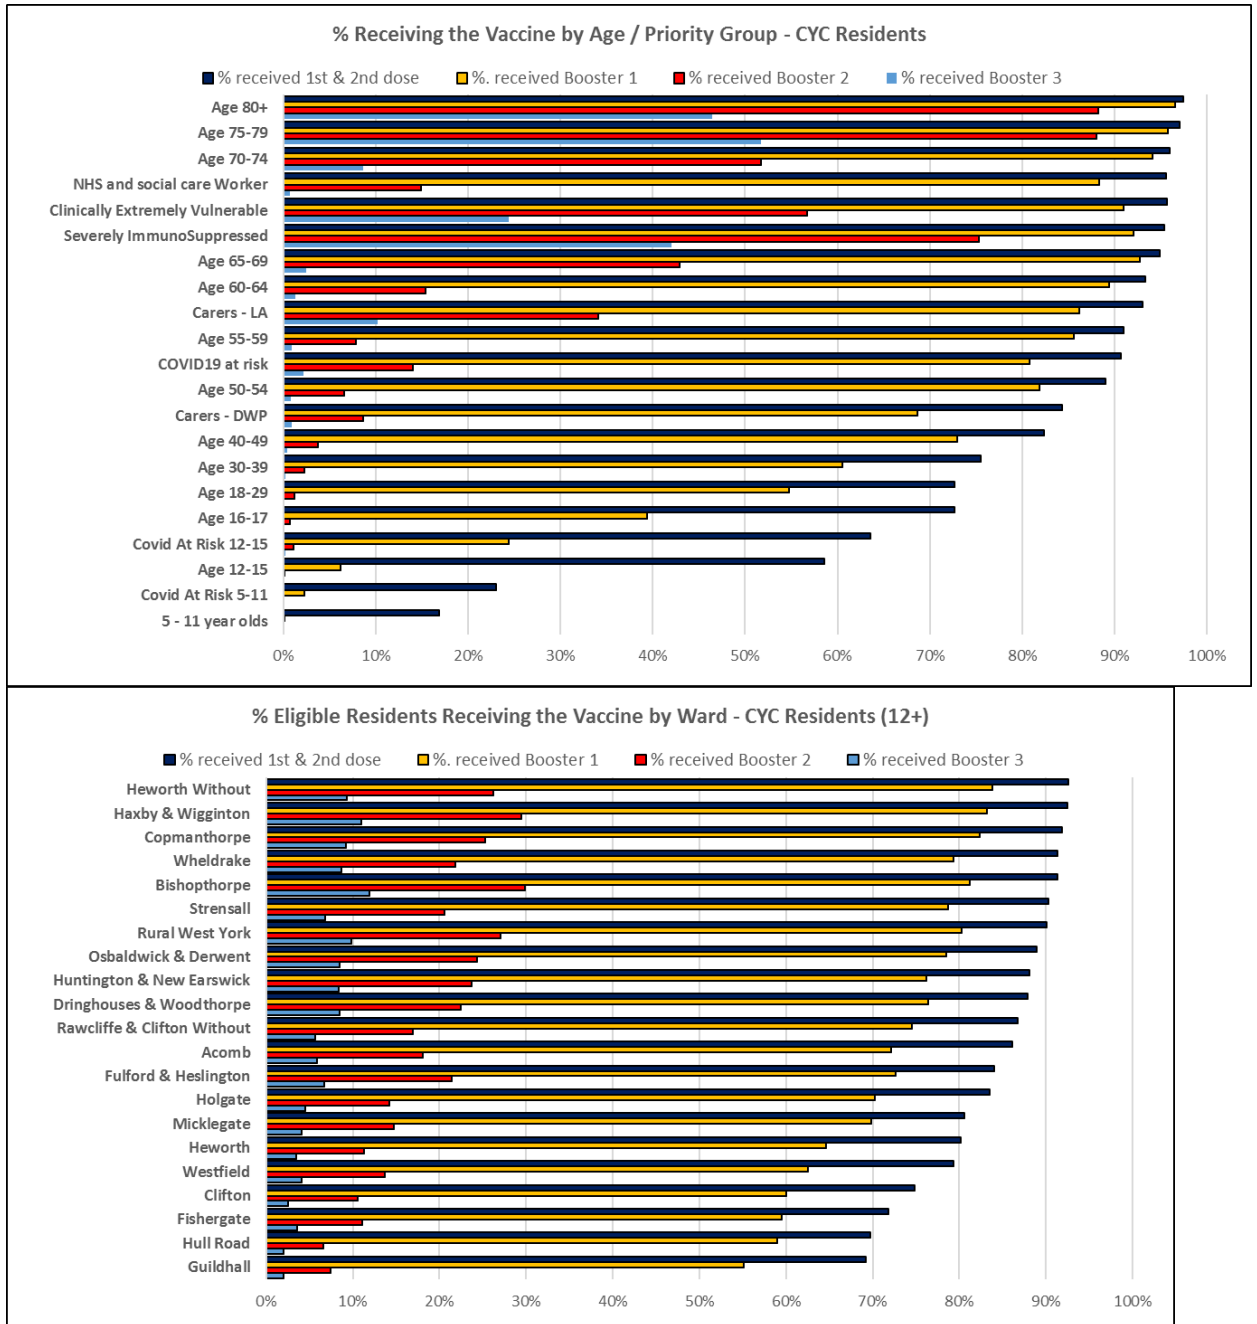 % Receiving the Vaccine by Age / Priority Group - CYC Residents
% received 1st & 2nd dose %. received Booster 1 % received Booster 2 % received Booster 3
Age 80+
Age 75-79
Age 70-74
NHS and social care Worker
Clinically Extremely Vulnerable
Severely ImmunoSuppressed
Age 65-69
Age 60-64
Carers - LA
Age 55-59
COVID19 at risk
Age 50-54
Carers - DWP
Age 40-49
Age 30-39
Age 18-29
Age 16-17
Covid At Risk 12-15
Age 12-15
Covid At Risk 5-11
5 - 11 year olds
0% 10% 20% 30% 40% 50% 60% 70% 80% 90% 100%
% Eligible Residents Receiving the Vaccine by Ward - CYC Residents (12+)
% received 1st & 2nd dose %. received Booster 1 % received Booster 2 % received Booster 3
Heworth Without
Haxby & Wigginton
Copmanthorpe
Wheldrake
Bishopthorpe
Strensall
Rural West York
Osbaldwick & Derwent
Huntington & New Earswick
Dringhouses & Woodthorpe
Rawcliffe & Clifton Without
Acomb
Fulford & Heslington
Holgate
Micklegate
Heworth
Westfield
Clifton
Fishergate
Hull Road
Guildhall
0% 10% 20% 30% 40% 50% 60% 70% 80% 90% 100%